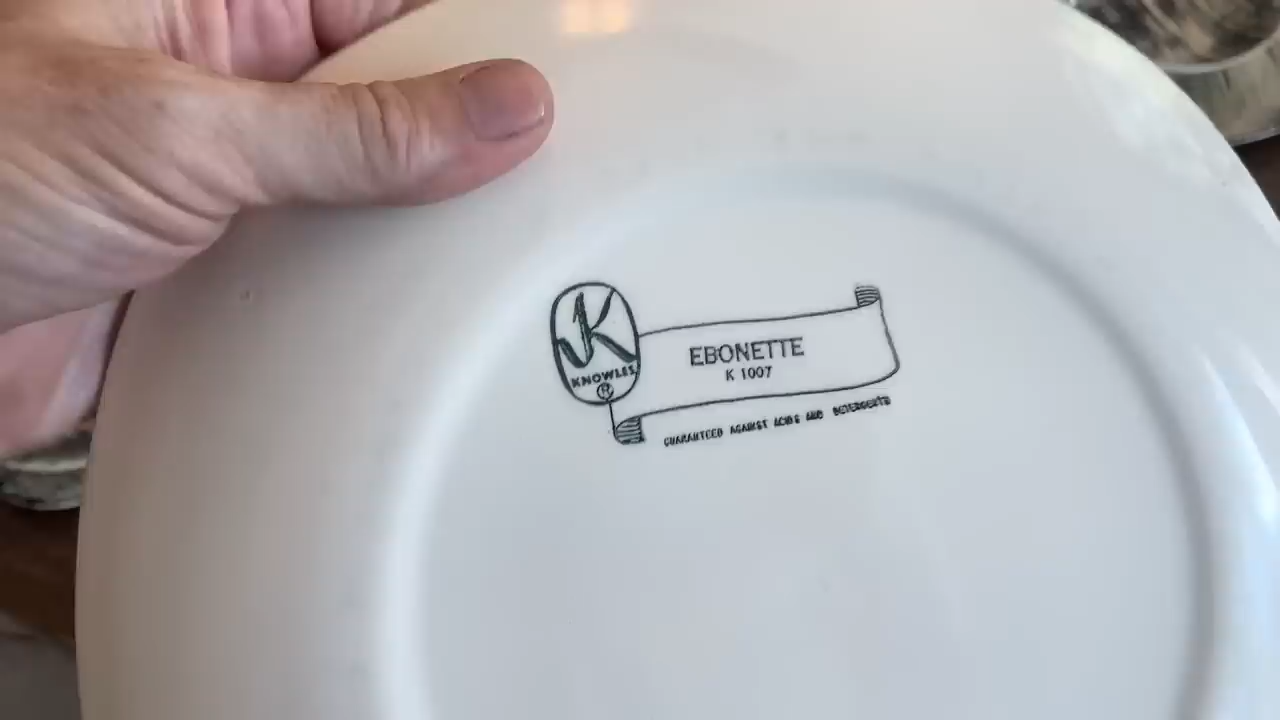 K
KNOWLES
®
EBONETTE
K 1007
GUARANTEED AGAINST ACIDS AND DETERGENTS